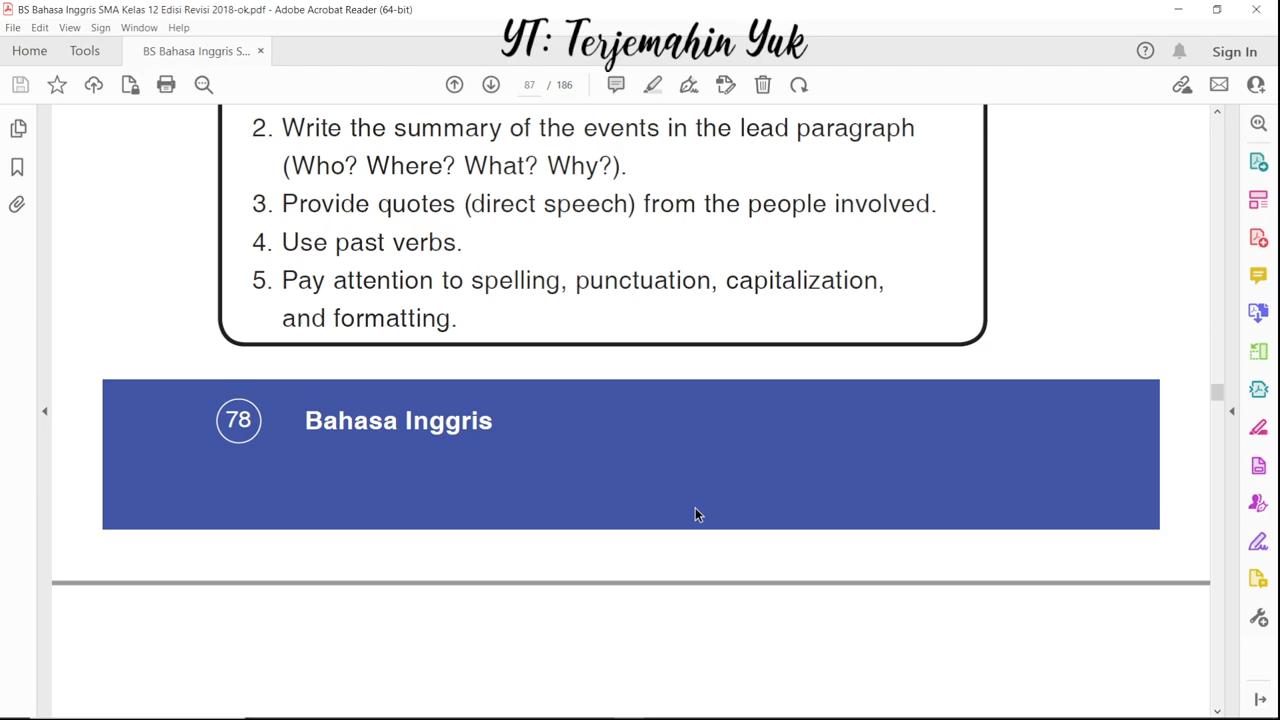 BS Bahasa Inggris SMA Kelas 12 Edisi Revisi 2018-ok.pdf - Adobe Acrobat Reader (64-bit)
File Edit View Sign Window Help
YT: Terjemahin Yuk
Home Tools BS Bahasa Inggris S... × Sign In
87 / 186
2. Write the summary of the events in the lead paragraph
(Who? Where? What? Why?).
3. Provide quotes (direct speech) from the people involved.
4. Use past verbs.
5. Pay attention to spelling, punctuation, capitalization,
and formatting.
78 Bahasa Inggris